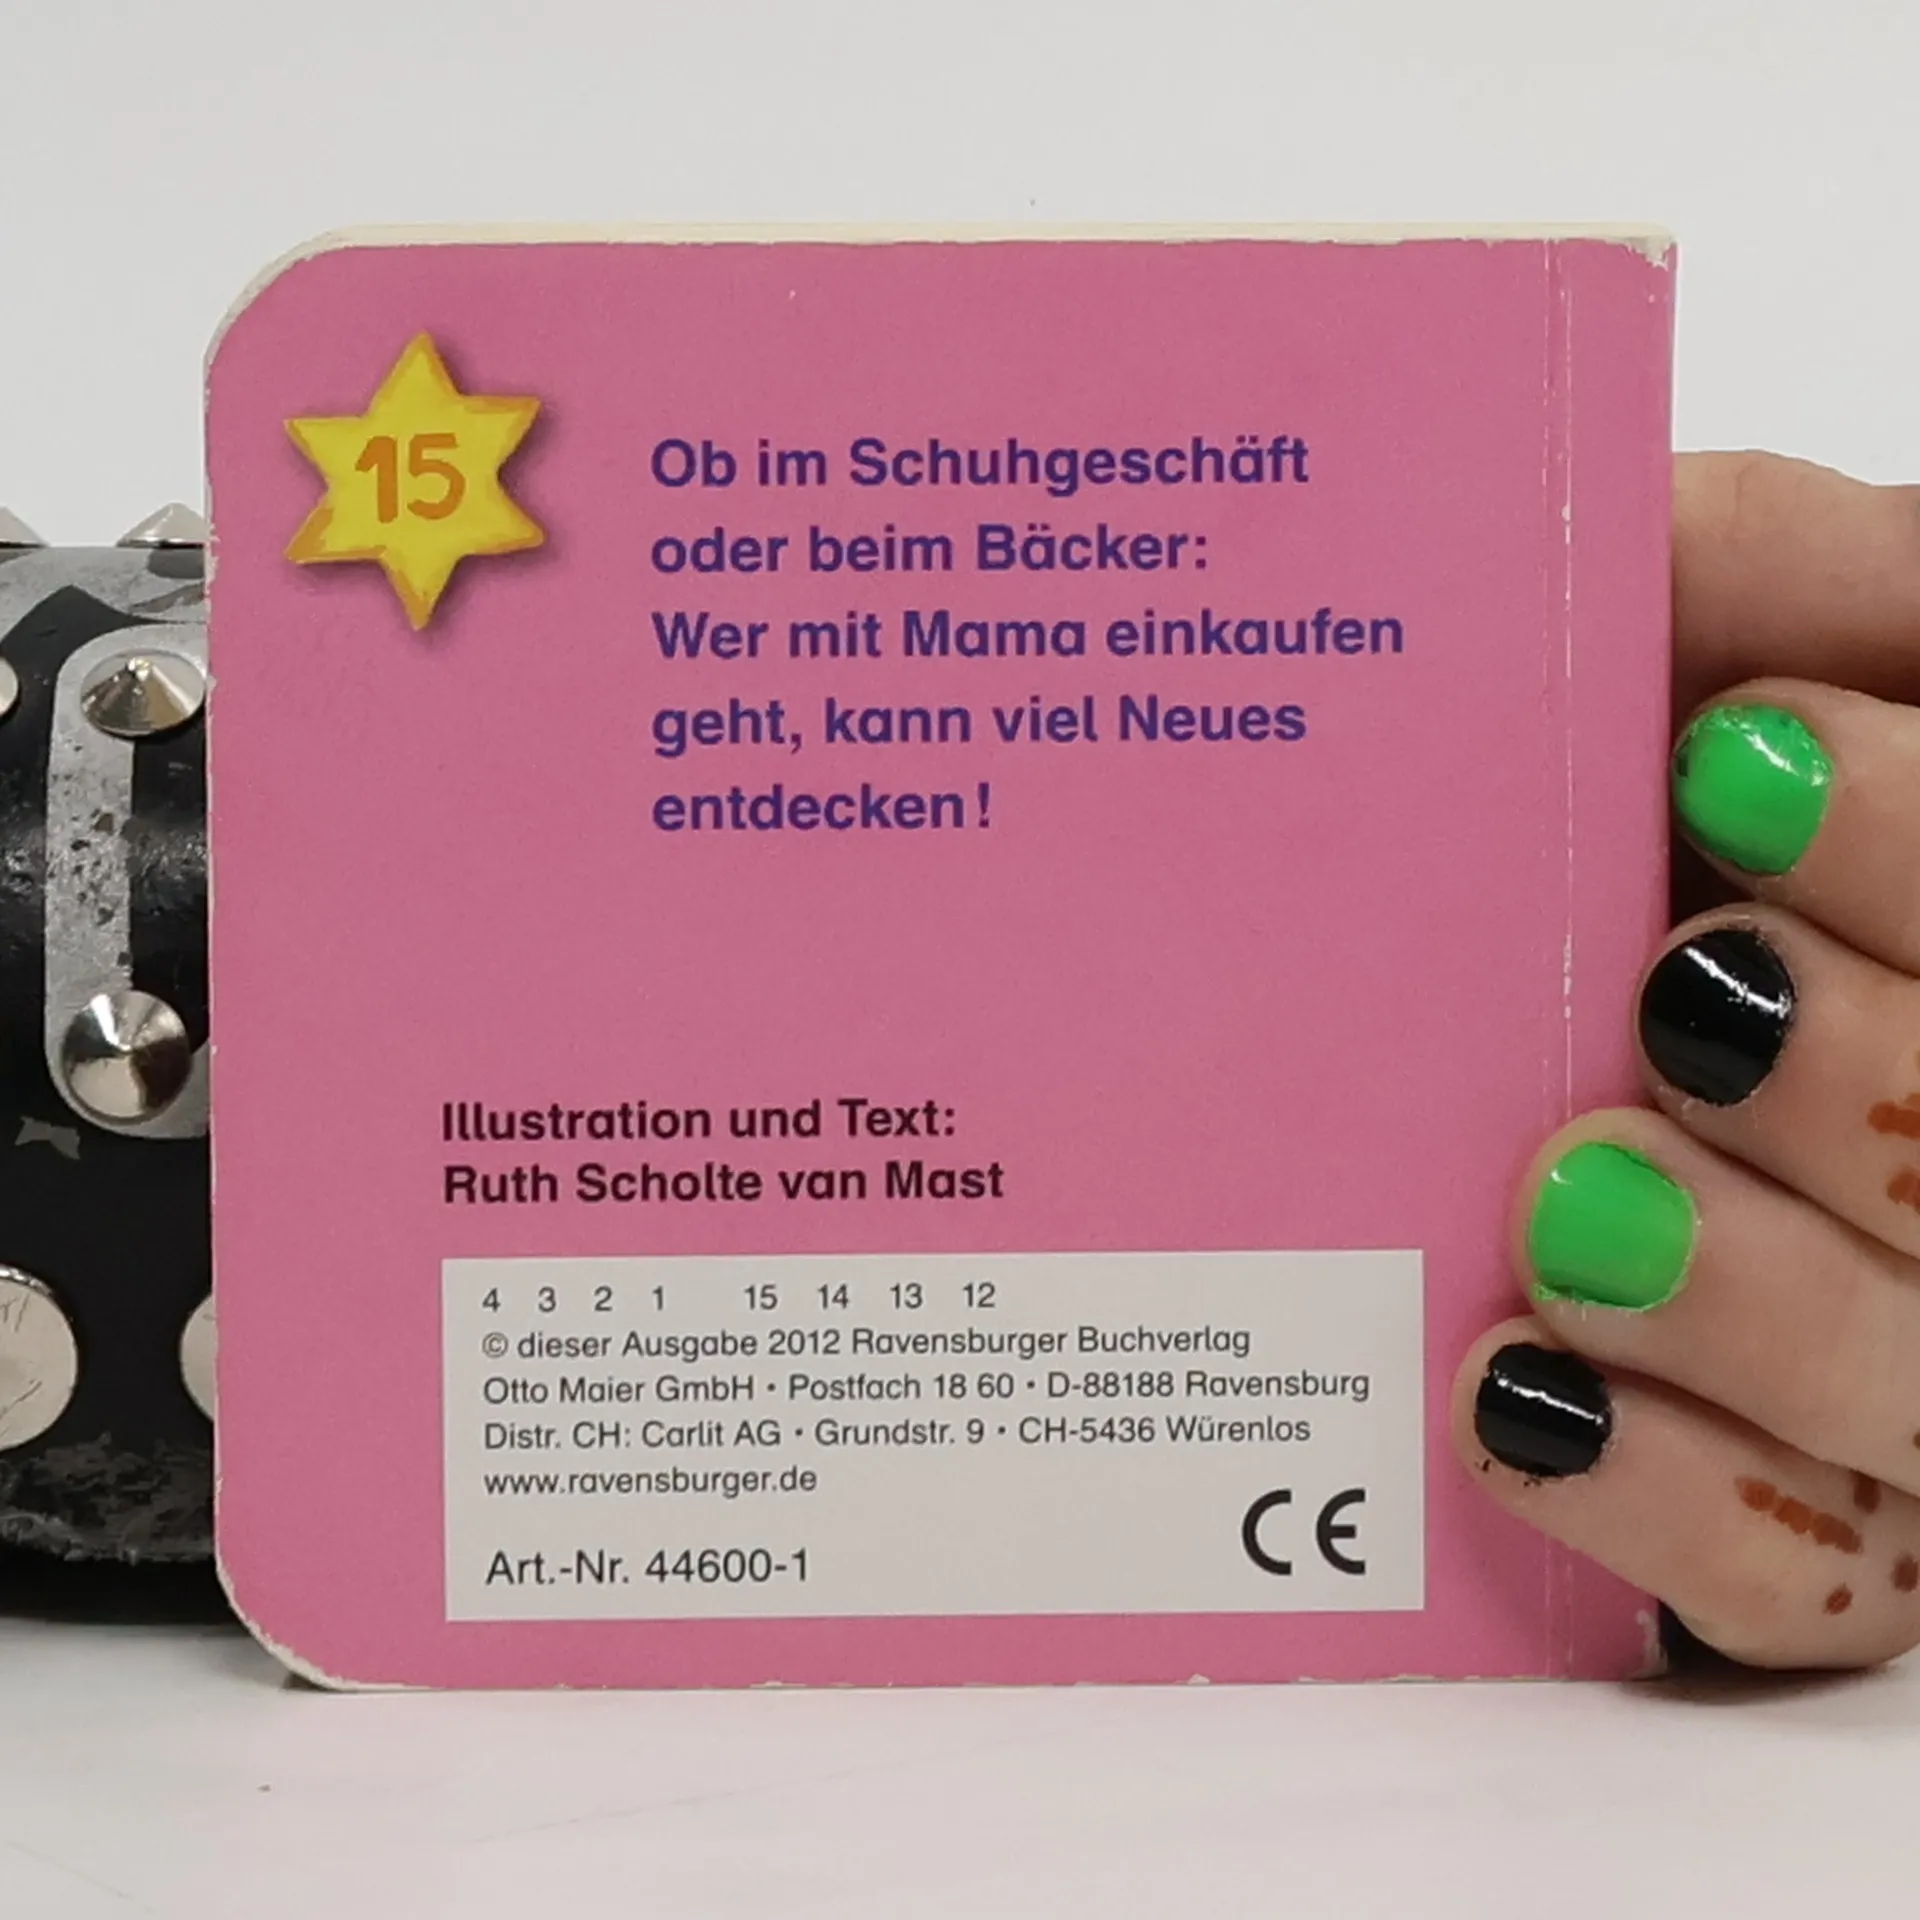 15
Ob im Schuhgeschäft
oder beim Bäcker:
Wer mit Mama einkaufen
geht, kann viel Neues
entdecken!
Illustration und Text:
Ruth Scholte van Mast
4 3 2 1 15 14 13 12
© dieser Ausgabe 2012 Ravensburger Buchverlag
Otto Maier GmbH • Postfach 18 60 • D-88188 Ravensburg
Distr. CH: Carlit AG • Grundstr. 9 • CH-5436 Würenlos
www.ravensburger.de
Art.-Nr. 44600-1
CE